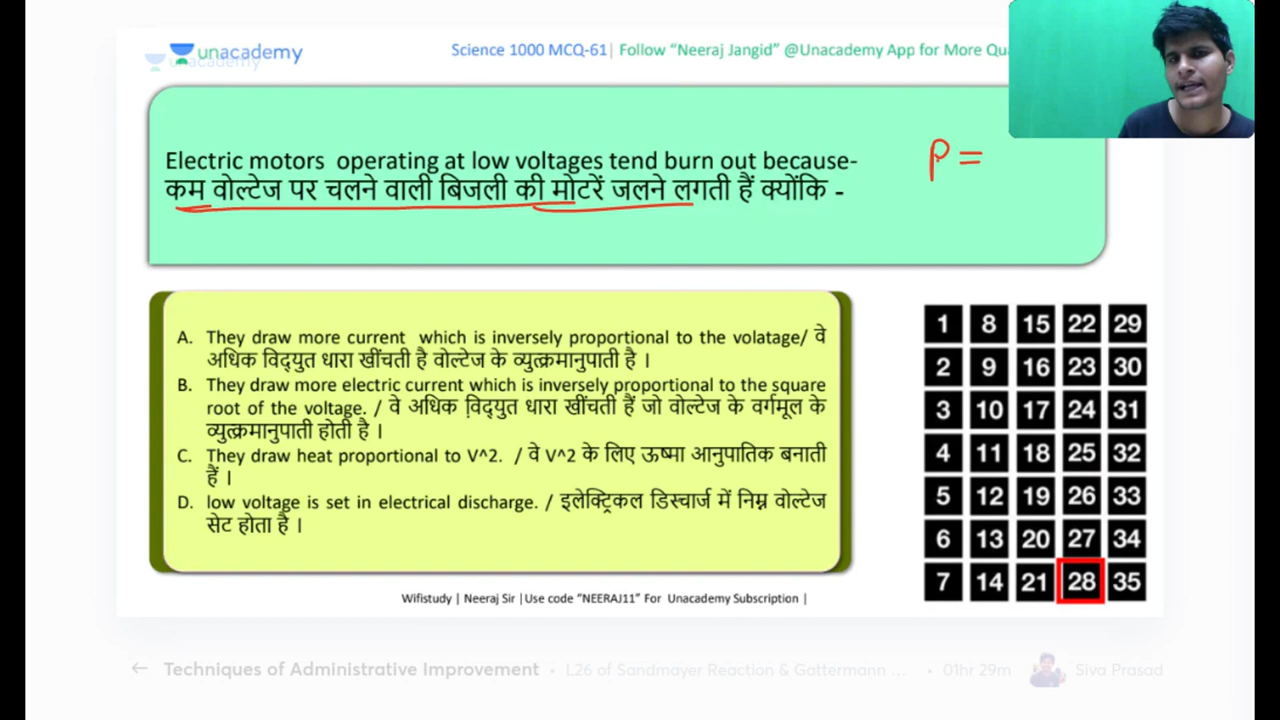 unacademy
Science 1000 MCQ-61| Follow “Neeraj Jangid” @Unacademy App for More Qu
Electric motors operating at low voltages tend burn out because-
कम वोल्टेज पर चलने वाली बिजली की मोटरें जलने लगती हैं क्योंकि -
P =
A. They draw more current which is inversely proportional to the volatage/ वे
अधिक विद्युत धारा खींचती है वोल्टेज के व्युत्क्रमानुपाती है ।
B. They draw more electric current which is inversely proportional to the square
root of the voltage. / वे अधिक विद्युत धारा खींचती हैं जो वोल्टेज के वर्गमूल के
व्युत्क्रमानुपाती होती है ।
C. They draw heat proportional to V^2. / वे V^2 के लिए ऊष्मा आनुपातिक बनाती
हैं ।
D. low voltage is set in electrical discharge. / इलेक्ट्रिकल डिस्चार्ज में निम्न वोल्टेज
सेट होता है ।
1 8 15 22 29
2 9 16 23 30
3 10 17 24 31
4 11 18 25 32
5 12 19 26 33
6 13 20 27 34
7 14 21 28 35
Wifistudy | Neeraj Sir |Use code “NEERAJ11” For Unacademy Subscription |
Techniques of Administrative Improvement • L26 of Sandmayer Reaction & Gattermann ... • 01hr 29m Siva Prasad